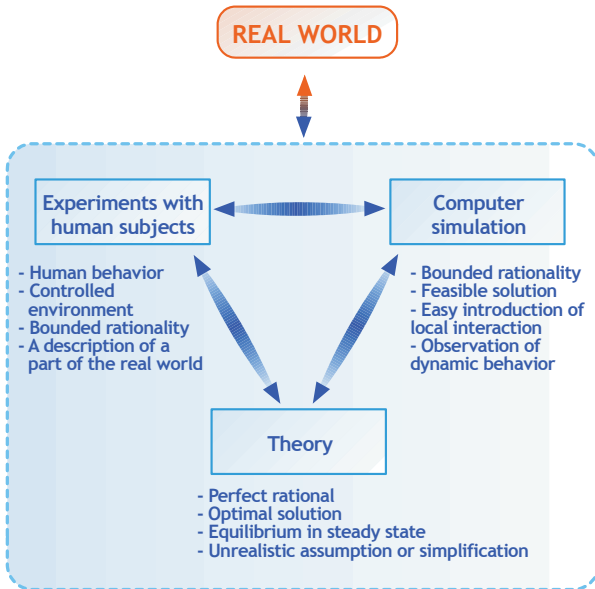 REAL WORLD
Experiments with
human subjects
- Human behavior
- Controlled
environment
- Bounded rationality
- A description of a
part of the real world
Computer
simulation
- Bounded rationality
- Feasible solution
- Easy introduction of
local interaction
- Observation of
dynamic behavior
Theory
- Perfect rational
- Optimal solution
- Equilibrium in steady state
- Unrealistic assumption or simplification